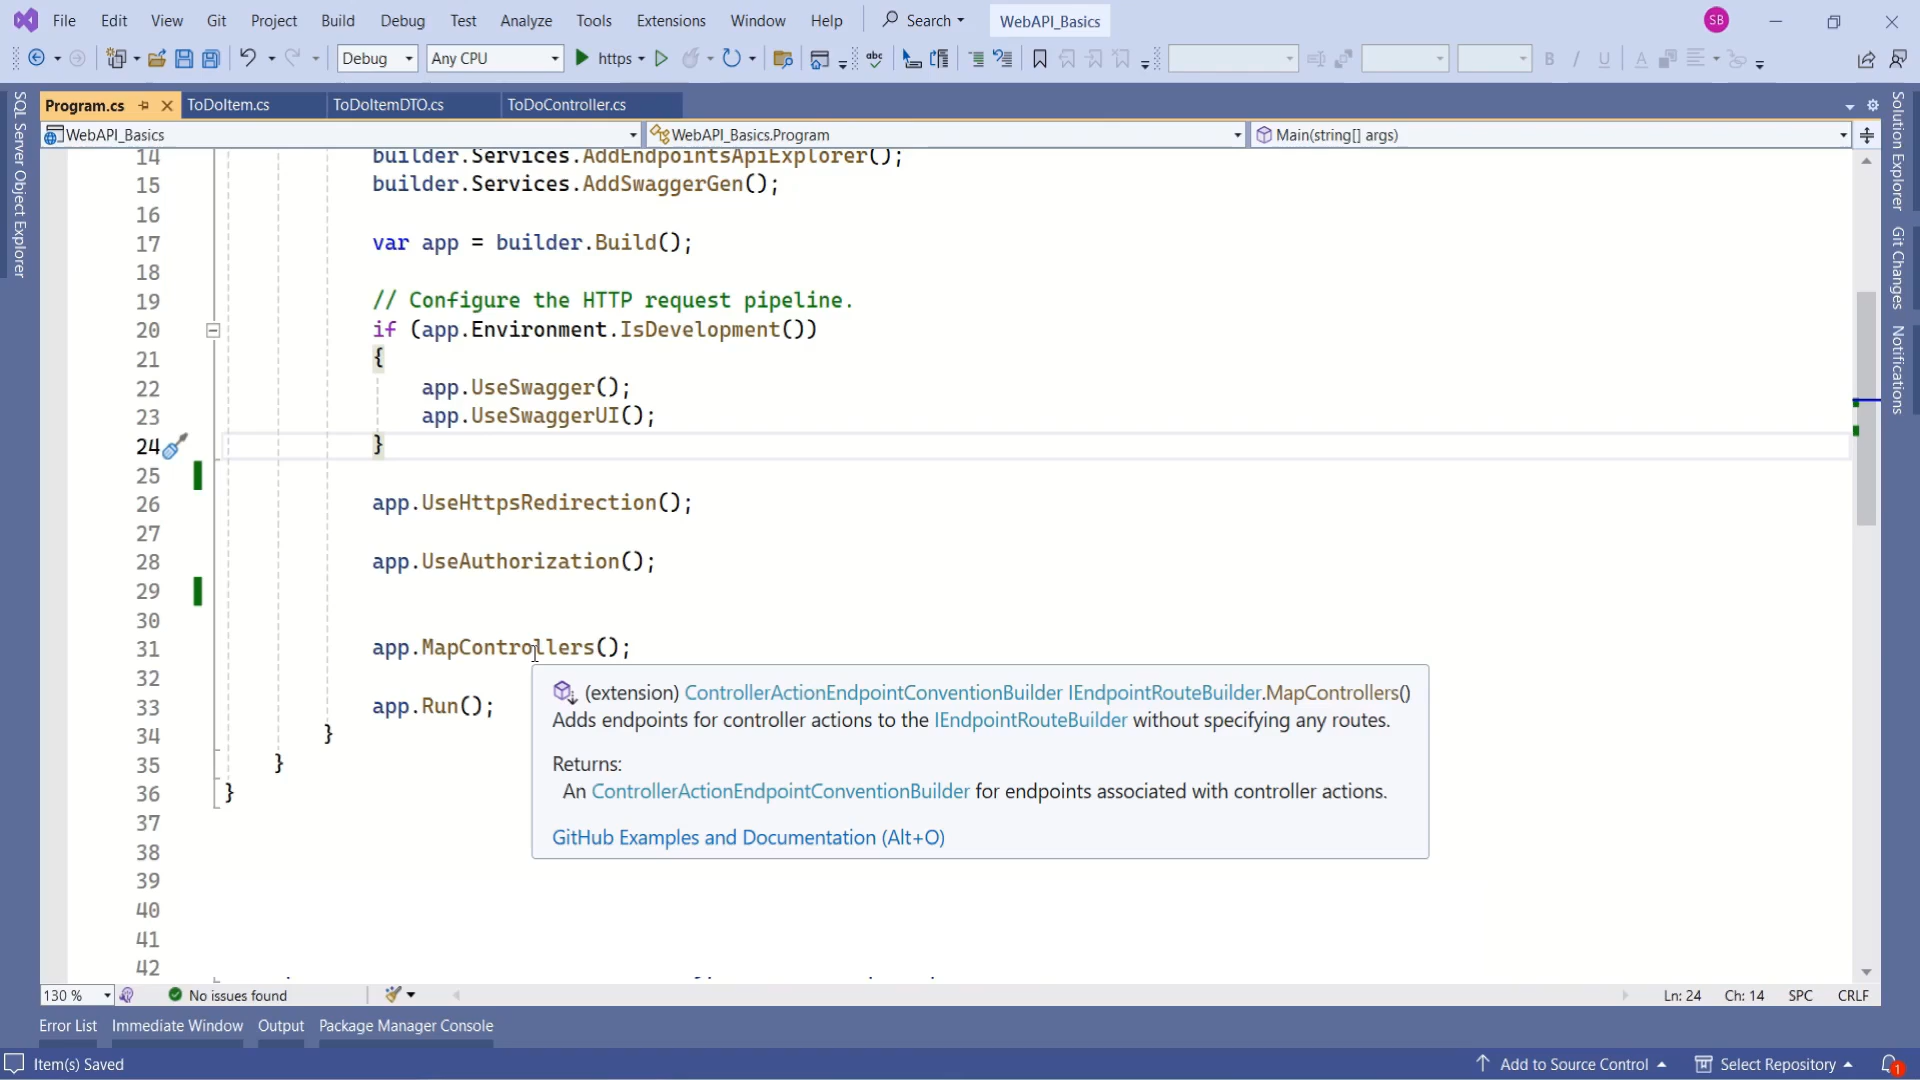 File Edit View Git Project Build Debug Test Analyze Tools Extensions Window Help Search WebAPI_Basics SB
Debug Any CPU https abc B I U A
Program.cs ToDoItem.cs ToDoItemDTO.cs ToDoController.cs
WebAPI_Basics WebAPI_Basics.Program Main(string[] args)
SQL Server Object Explorer
14 builder.Services.AddEndpointsApiExplorer();
15 builder.Services.AddSwaggerGen();
16
17 var app = builder.Build();
18
19 // Configure the HTTP request pipeline.
20 if (app.Environment.IsDevelopment())
21 {
22 app.UseSwagger();
23 app.UseSwaggerUI();
24 }
25
26 app.UseHttpsRedirection();
27
28 app.UseAuthorization();
29
30
31 app.MapControllers();
32
33 app.Run();
34 }
35 }
36 }
37
38
39
40
41
42
(extension) ControllerActionEndpointConventionBuilder IEndpointRouteBuilder.MapControllers()
Adds endpoints for controller actions to the IEndpointRouteBuilder without specifying any routes.
Returns:
An ControllerActionEndpointConventionBuilder for endpoints associated with controller actions.
GitHub Examples and Documentation (Alt+O)
Solution Explorer
Git Changes
Notifications
130 % No issues found Ln: 24 Ch: 14 SPC CRLF
Error List Immediate Window Output Package Manager Console
Item(s) Saved Add to Source Control Select Repository 1